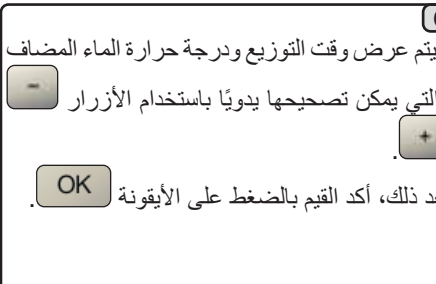 يتم عرض وقت التوزيع ودرجة حرارة الماء المضاف
التي يمكن تصحيحها يدويًا باستخدام الأزرار -
+ .
ذلك، أكد القيم بالضغط على الأيقونة OK .